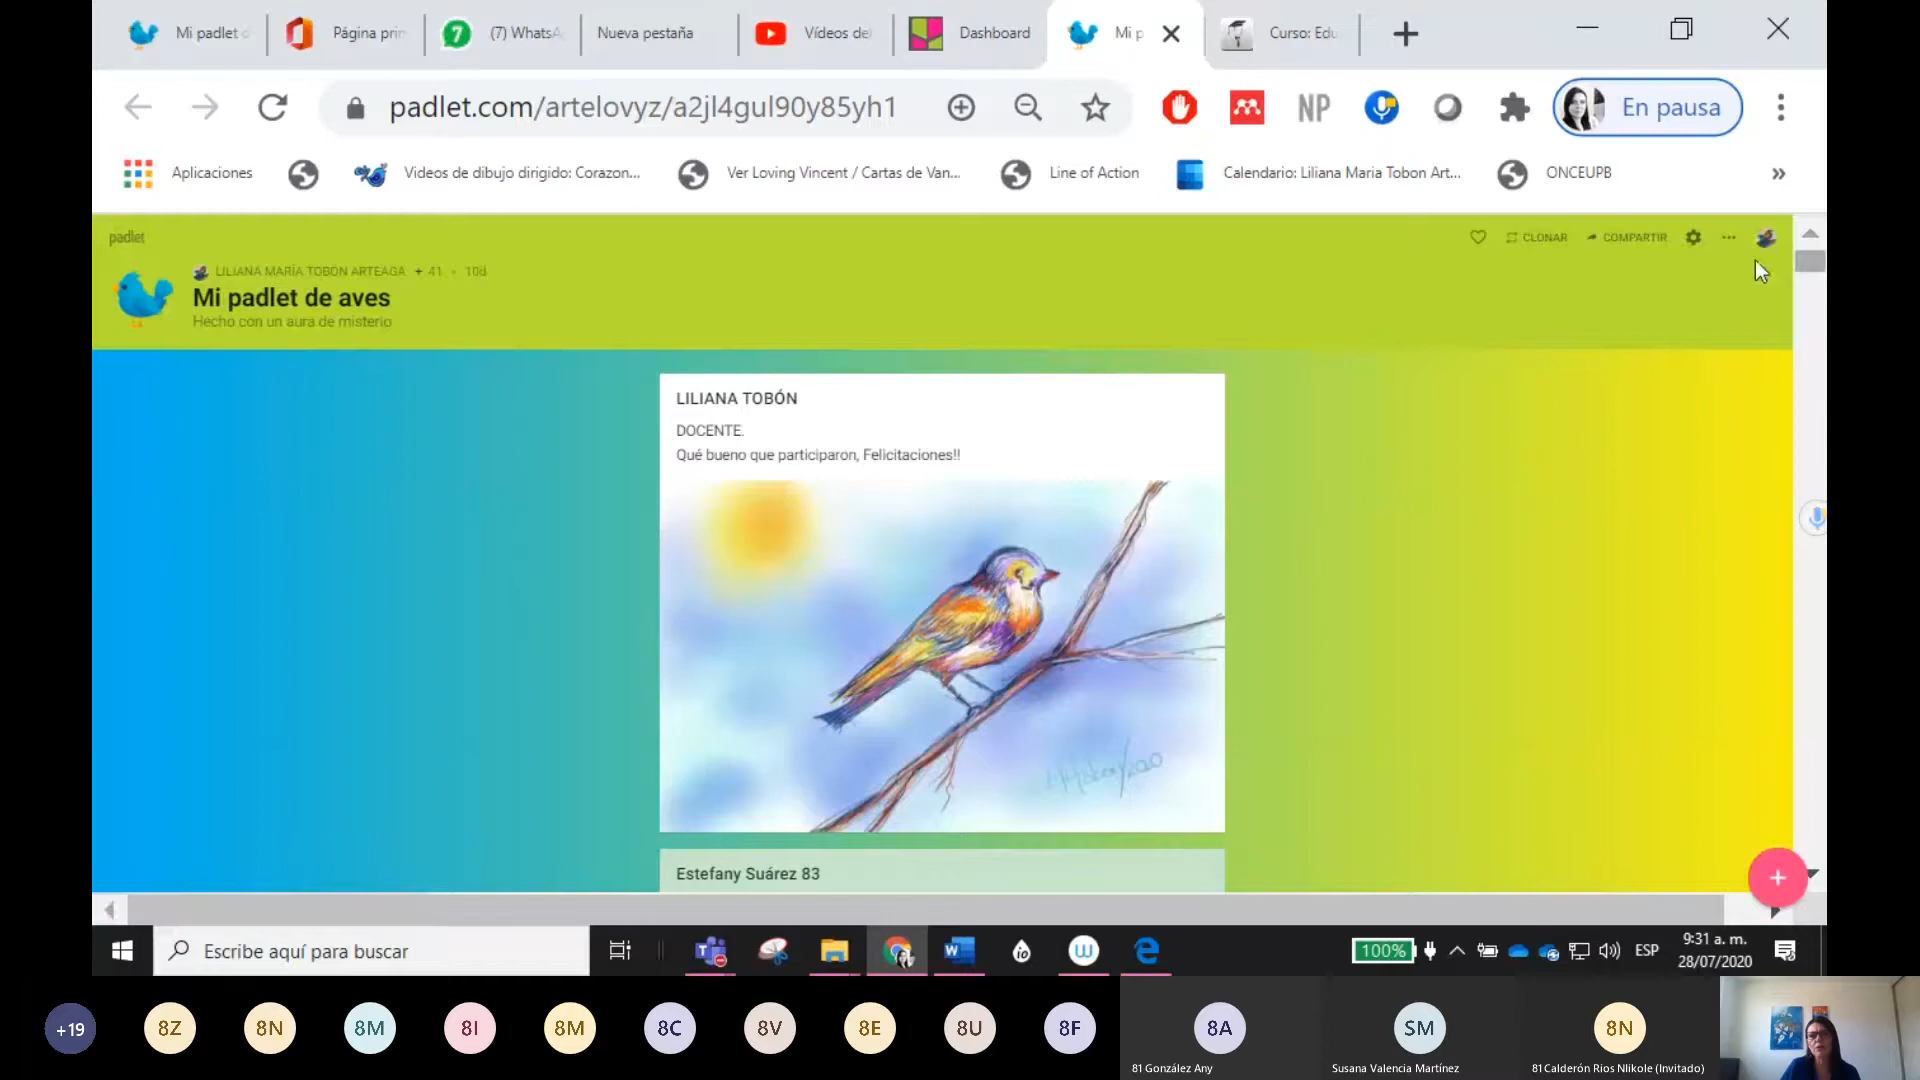 Mi padlet
Página prin
7
(7) WhatsA
Nueva pestaña
Vídeos de
Dashboard
Mi p
Curso: Edu
padlet.com/artelovyz/a2jl4gul90y85yh1
NP
En pausa
Aplicaciones
Videos de dibujo dirigido: Corazon...
Ver Loving Vincent / Cartas de Van...
Line of Action
Calendario: Liliana Maria Tobon Art...
ONCEUPB
»
padlet
CLONAR
COMPARTIR
LILIANA MARÍA TOBÓN ARTEAGA + 41 • 10d
Mi padlet de aves
Hecho con un aura de misterio
LILIANA TOBÓN
DOCENTE.
Qué bueno que participaron, Felicitaciones!!
Estefany Suárez 83
Escribe aquí para buscar
100%
ESP
9:31 a. m.
28/07/2020
+19
8Z
8N
8M
8I
8M
8C
8V
8E
8U
8F
8A
SM
8N
81 González Any
Susana Valencia Martínez
81Calderón Rios Nlikole (Invitado)